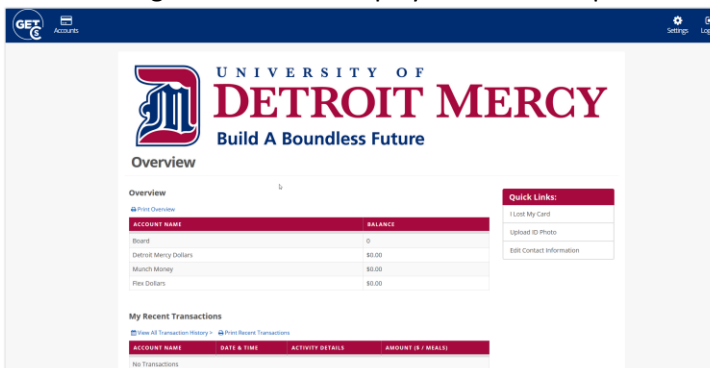 GET
Accounts
Settings
UNIVERSITY OF
DETROIT MERCY
Build A Boundless Future
Overview
Overview
Print Overview
ACCOUNT NAME BALANCE
Board 0
Detroit Mercy Dollars $0.00
Munch Money $0.00
Flex Dollars $0.00
Quick Links:
I Lost My Card
Upload ID Photo
Edit Contact Information
My Recent Transactions
View All Transaction History > Print Recent Transactions
ACCOUNT NAME DATE & TIME ACTIVITY DETAILS AMOUNT ($ / MEALS)
No Transactions